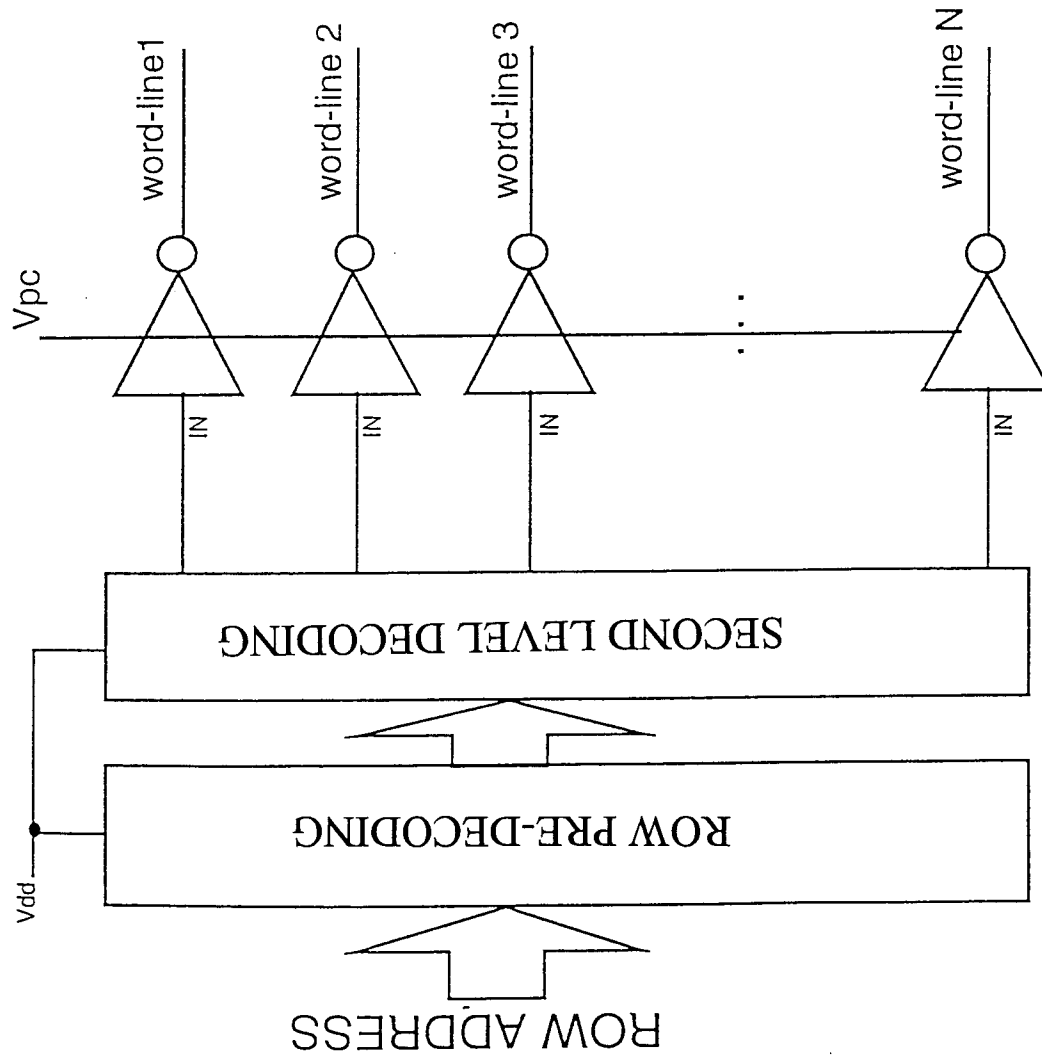 Vpc
word-line1
word-line 2
word-line 3
word-line N
IN
IN
IN
IN
Vdd
SECOND LEVEL DECODING
ROW PRE-DECODING
ROW ADDRESS